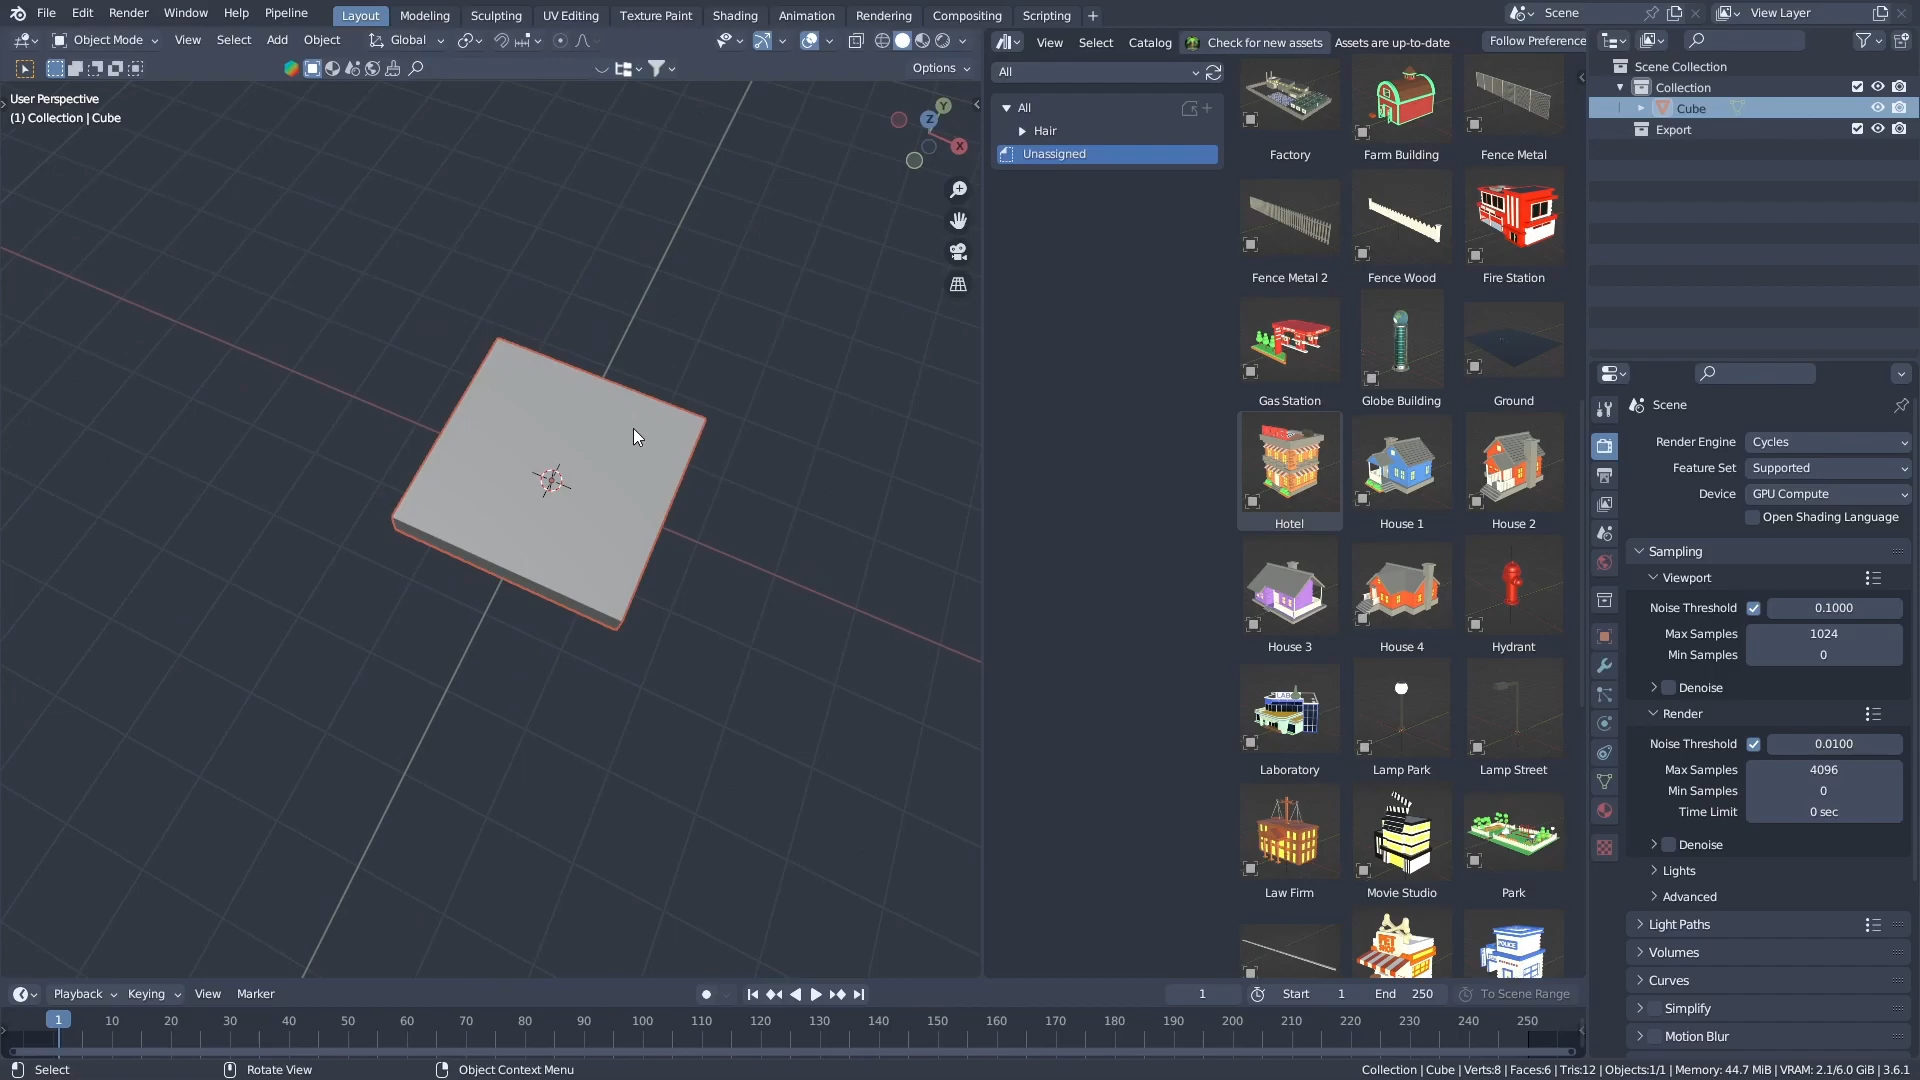 File Edit Render Window Help Pipeline Layout Modeling Sculpting UV Editing Texture Paint Shading Animation Rendering Compositing Scripting + Scene View Layer
Object Mode View Select Add Object Global
View Select Catalog Check for new assets Assets are up-to-date Follow Preference
Options
All
User Perspective
(1) Collection | Cube
Y
Z
X
All
Hair
Unassigned
Factory Farm Building Fence Metal
Fence Metal 2 Fence Wood Fire Station
Gas Station Globe Building Ground
Hotel House 1 House 2
House 3 House 4 Hydrant
LAB
Laboratory Lamp Park Lamp Street
Law Firm Movie Studio Park
PET
SHOP
POLICE
Scene Collection
Collection
Cube
Export
Scene
Render Engine Cycles
Feature Set Supported
Device GPU Compute
Open Shading Language
Sampling
Viewport
Noise Threshold 0.1000
Max Samples 1024
Min Samples 0
Denoise
Render
Noise Threshold 0.0100
Max Samples 4096
Min Samples 0
Time Limit 0 sec
Denoise
Lights
Advanced
Light Paths
Volumes
Curves
Simplify
Motion Blur
Playback Keying View Marker 1 Start 1 End 250 To Scene Range
1 10 20 30 40 50 60 70 80 90 100 110 120 130 140 150 160 170 180 190 200 210 220 230 240 250
Select Rotate View Object Context Menu Collection | Cube | Verts:8 | Faces:6 | Tris:12 | Objects:1/1 | Memory: 44.7 MiB | VRAM: 2.1/6.0 GiB | 3.6.1